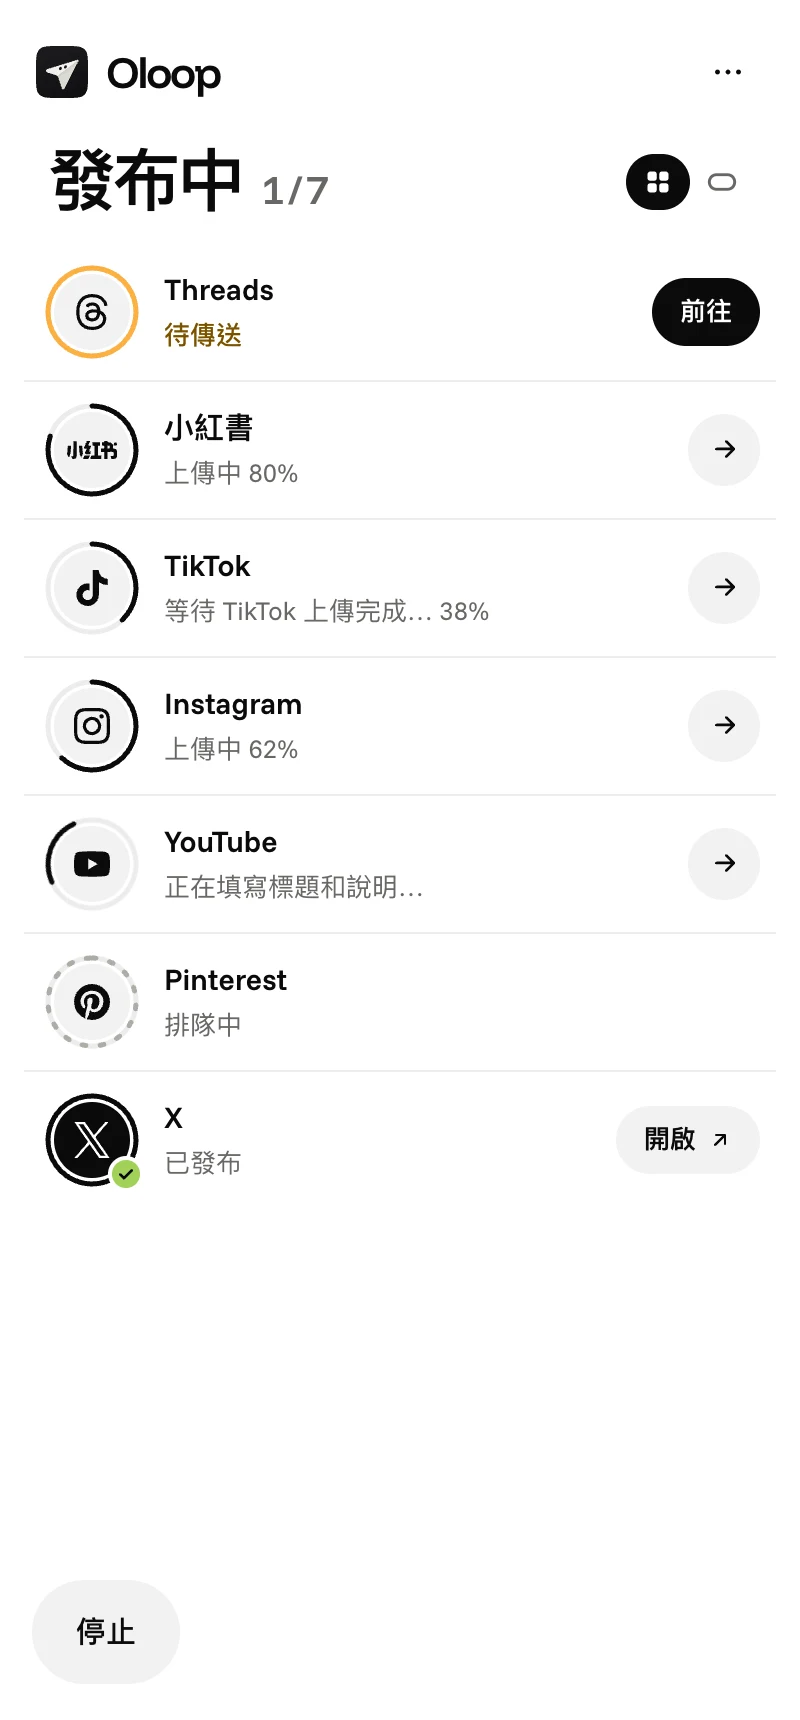 Oloop
發布中 1/7
Threads
待傳送
前往
小红书
小紅書
上傳中 80%
TikTok
等待 TikTok 上傳完成… 38%
Instagram
上傳中 62%
YouTube
正在填寫標題和說明…
Pinterest
排隊中
X
已發布
開啟
停止